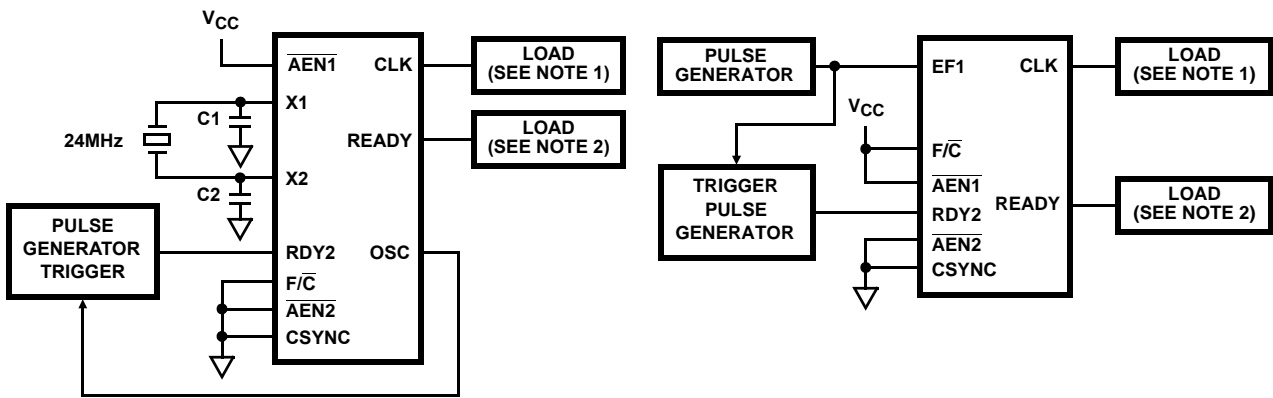 VCC
AEN1
CLK
LOAD
(SEE NOTE 1)
X1
C1
24MHz
READY
LOAD
(SEE NOTE 2)
X2
C2
PULSE
GENERATOR
TRIGGER
RDY2
OSC
F/C
AEN2
CSYNC
PULSE
GENERATOR
EF1
CLK
LOAD
(SEE NOTE 1)
VCC
F/C
AEN1
TRIGGER
PULSE
GENERATOR
RDY2
READY
LOAD
(SEE NOTE 2)
AEN2
CSYNC